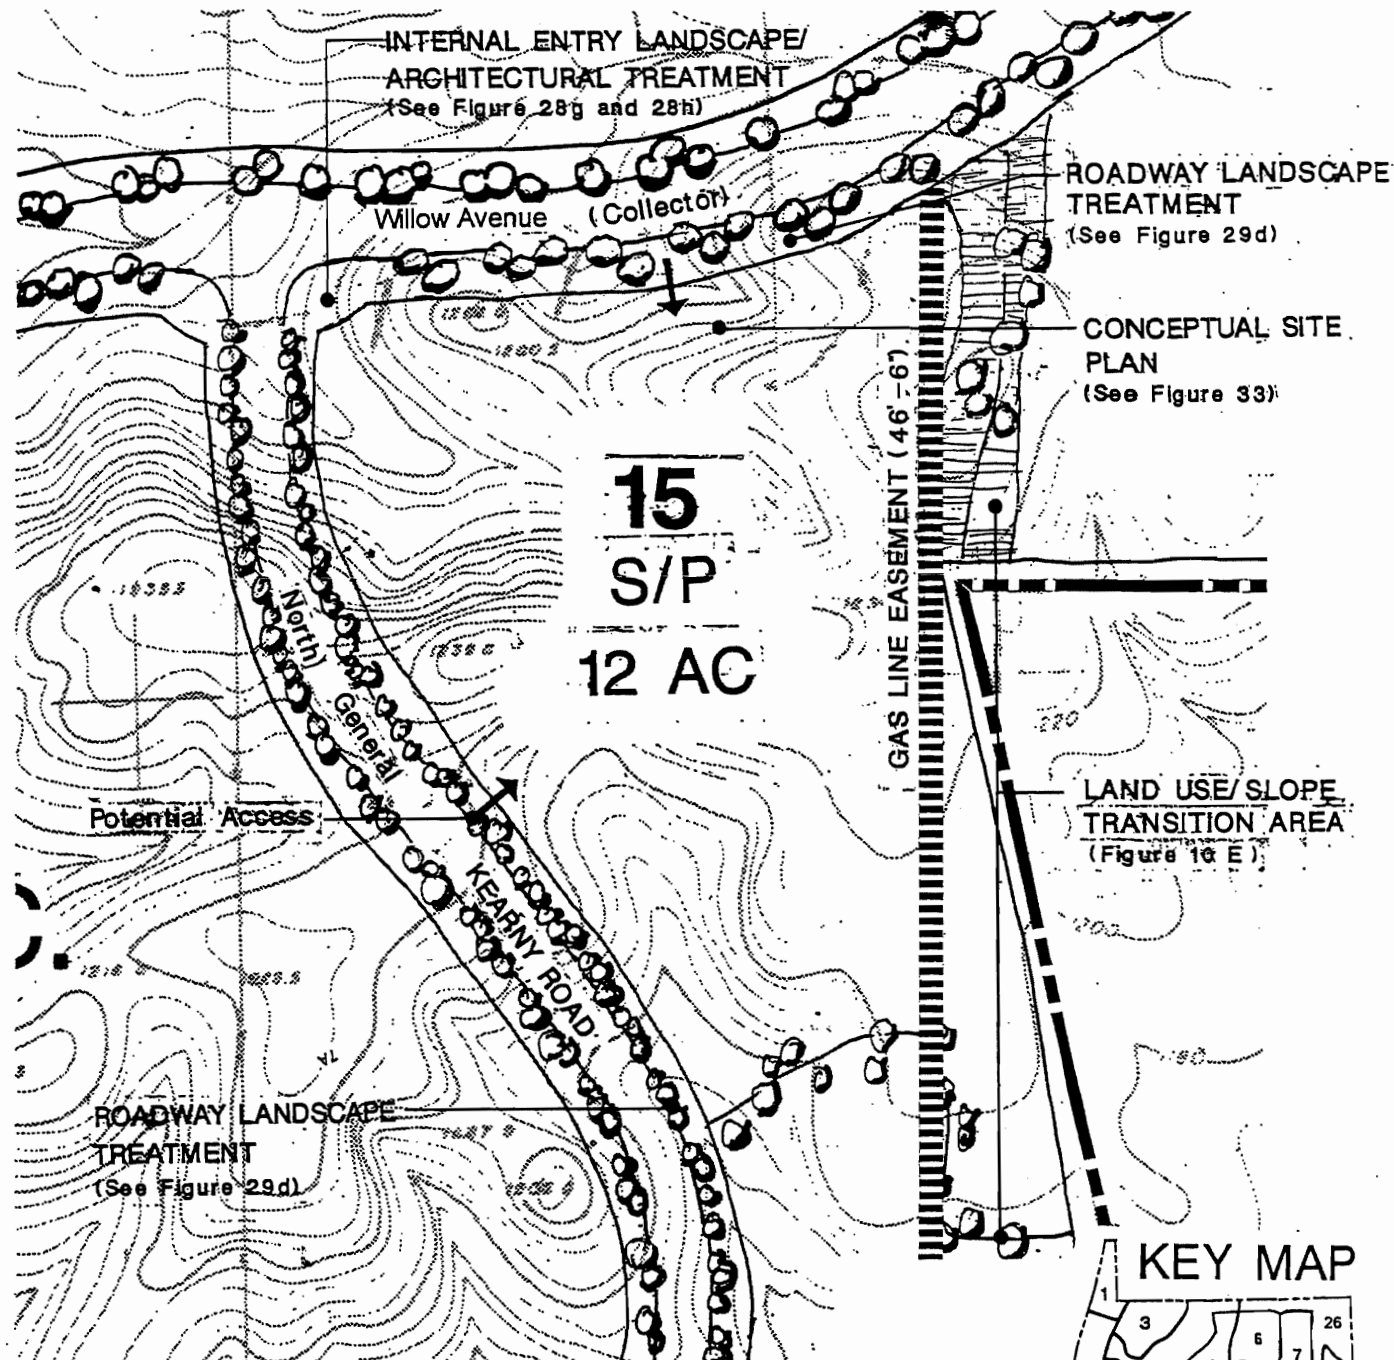 INTERNAL ENTRY LANDSCAPE/
ARCHITECTURAL TREATMENT
(See Figure 28g and 28h)
ROADWAY LANDSCAPE
TREATMENT
(See Figure 29d)
Willow Avenue (Collector)
CONCEPTUAL SITE
PLAN
(See Figure 33)
GAS LINE EASEMENT (46'-6")
15
S/P
12 AC
North)
General
KEARNY ROAD
Potential Access
LAND USE/SLOPE
TRANSITION AREA
(Figure 10 E)
220
200
1180
ROADWAY LANDSCAPE
TREATMENT
(See Figure 29d)
KEY MAP
1
3
6
7
26